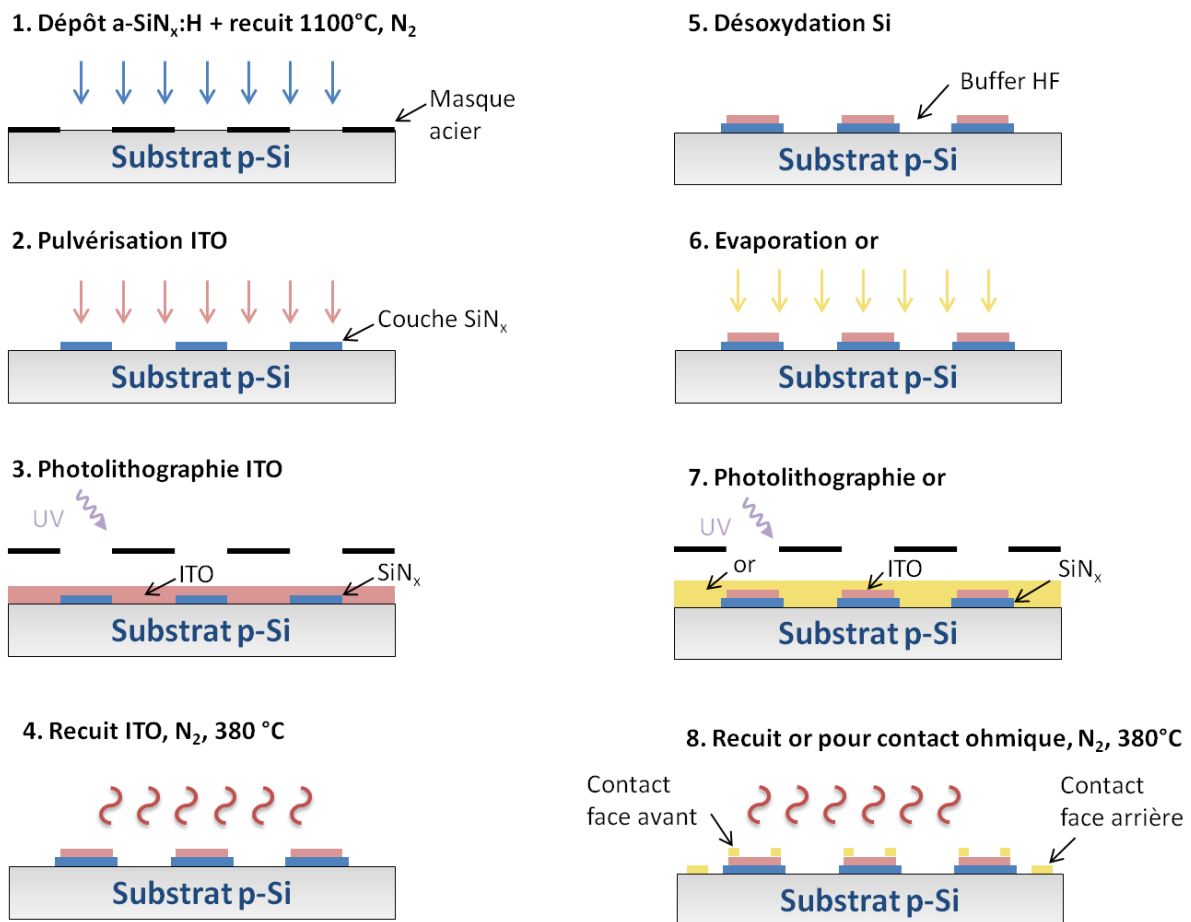 1. Dépôt a-SiNₓ:H + recuit 1100°C, N₂
Masque
acier
Substrat p-Si
2. Pulvérisation ITO
Couche SiNₓ
Substrat p-Si
3. Photolithographie ITO
UV
ITO
SiNₓ
Substrat p-Si
4. Recuit ITO, N₂, 380 °C
Substrat p-Si
5. Désoxydation Si
Buffer HF
Substrat p-Si
6. Evaporation or
Substrat p-Si
7. Photolithographie or
UV
or
ITO
SiNₓ
Substrat p-Si
8. Recuit or pour contact ohmique, N₂, 380°C
Contact
face avant
Contact
face arrière
Substrat p-Si